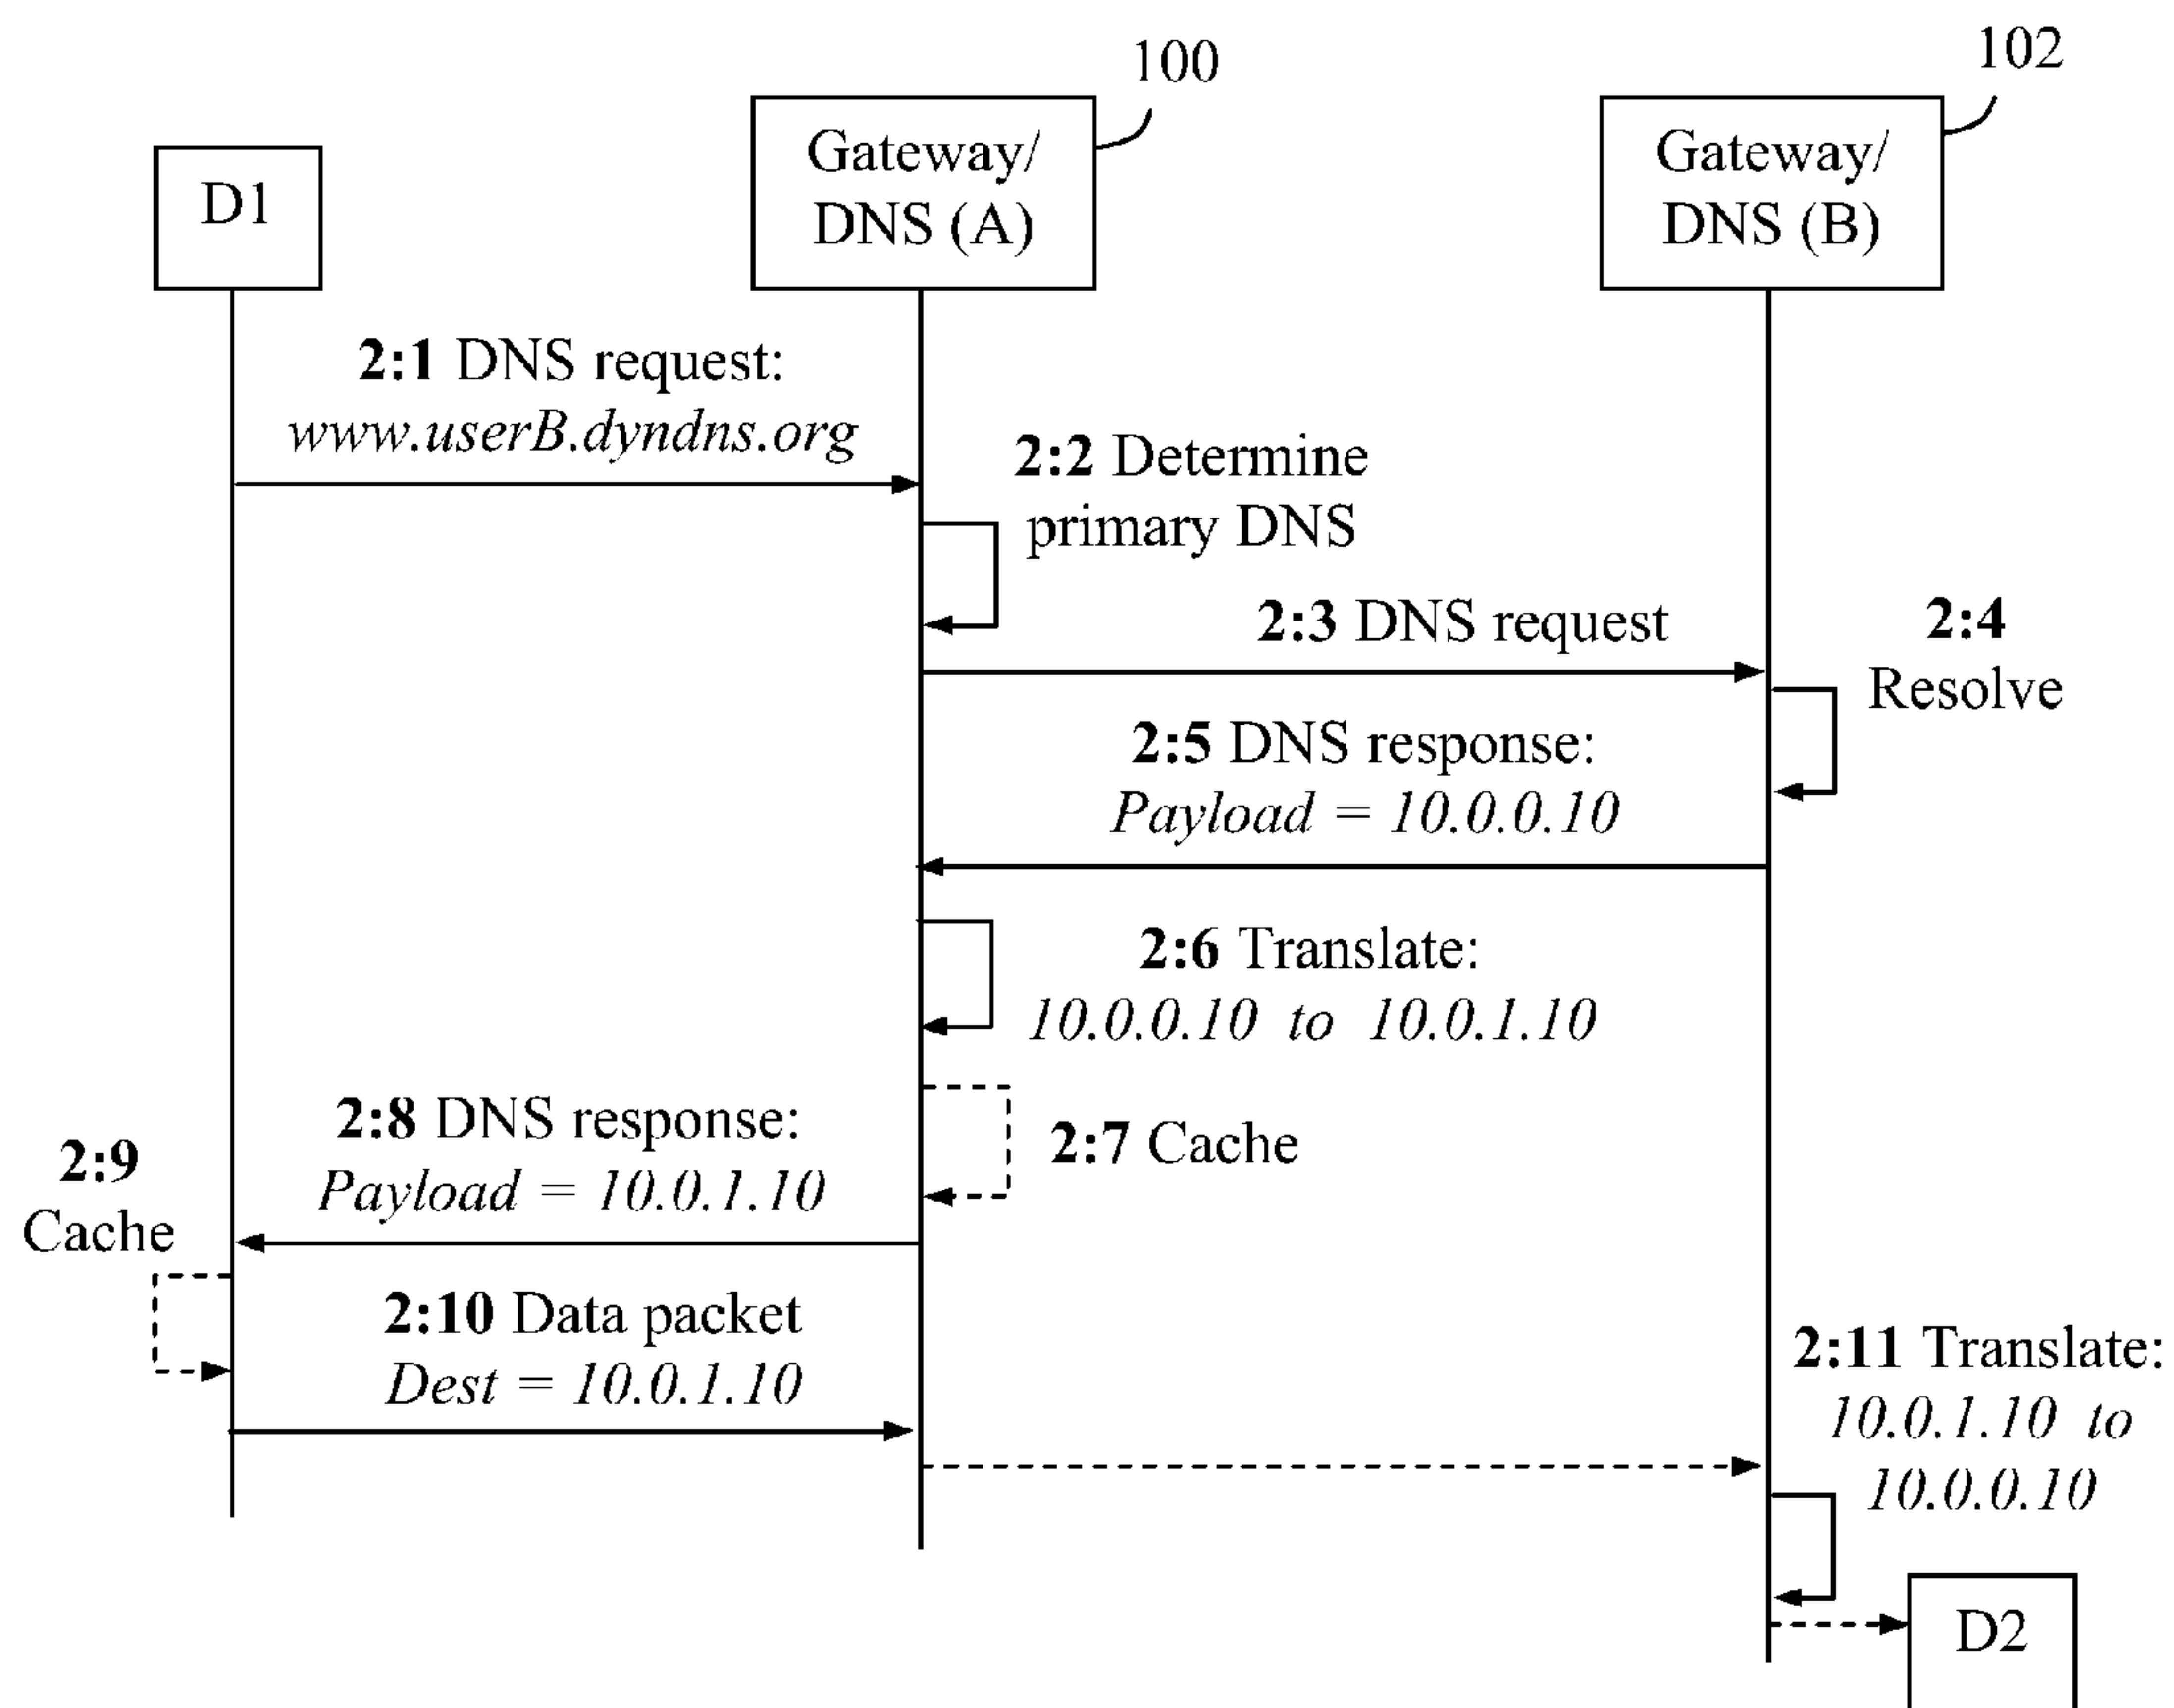 100
102
D1
Gateway/
DNS (A)
Gateway/
DNS (B)
2:1 DNS request:
www.userB.dyndns.org
2:2 Determine
primary DNS
2:3 DNS request
2:4
Resolve
2:5 DNS response:
Payload = 10.0.0.10
2:6 Translate:
10.0.0.10 to 10.0.1.10
2:7 Cache
2:8 DNS response:
Payload = 10.0.1.10
2:9
Cache
2:10 Data packet
Dest = 10.0.1.10
2:11 Translate:
10.0.1.10 to
10.0.0.10
D2